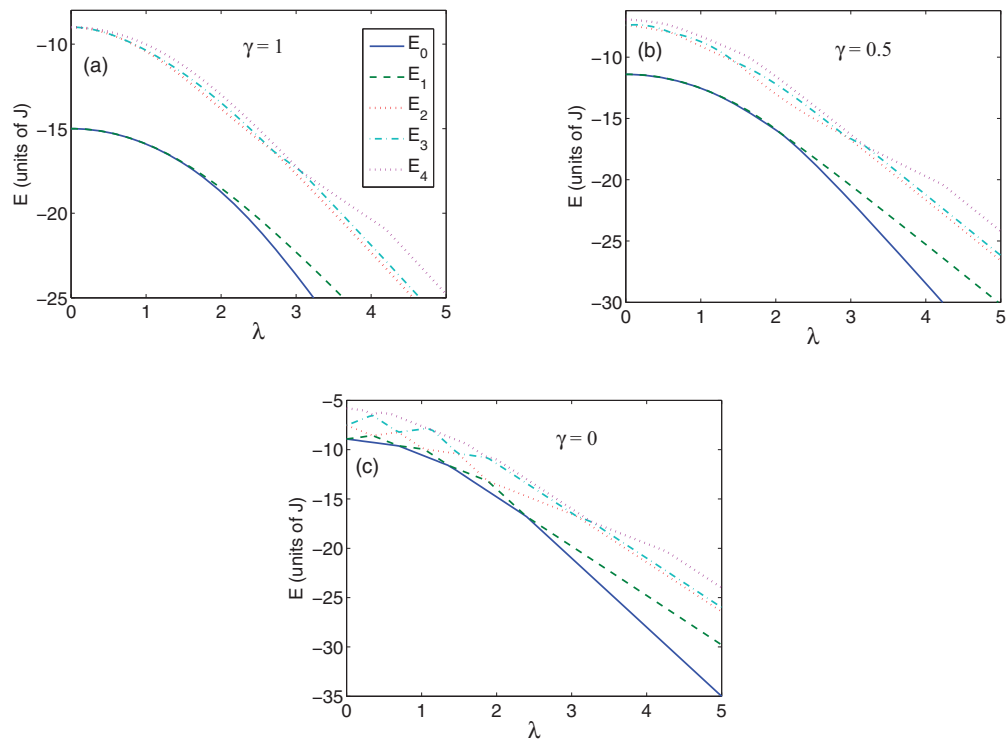 γ = 1
(a)
E₀
E₁
E₂
E₃
E₄
−10
−15
−20
−25
0
1
2
3
4
5
λ
E (units of J)
γ = 0.5
(b)
−10
−15
−20
−25
−30
0
1
2
3
4
5
λ
E (units of J)
γ = 0
(c)
−5
−10
−15
−20
−25
−30
−35
0
1
2
3
4
5
λ
E (units of J)